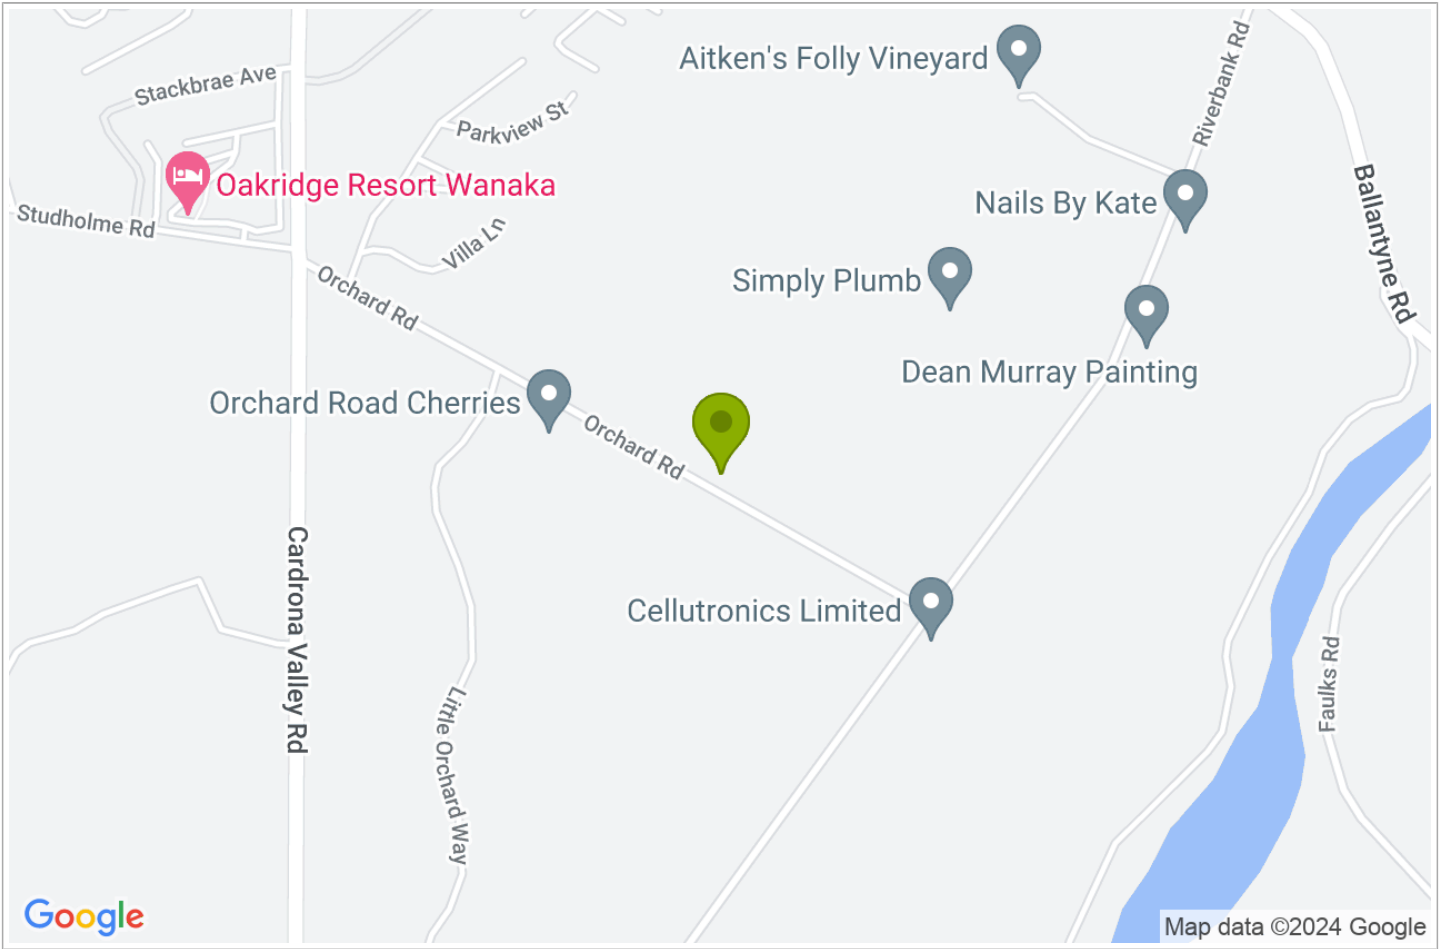 Aitken's Folly Vineyard
Riverbank Rd
Stackbrae Ave
Parkview St
Ballantyne Rd
Oakridge Resort Wanaka
Nails By Kate
Studholme Rd
Villa Ln
Simply Plumb
Orchard Rd
Dean Murray Painting
Orchard Road Cherries
Orchard Rd
Cardrona Valley Rd
Cellutronics Limited
Faulks Rd
Little Orchard Way
Google
Map data ©2024 Google